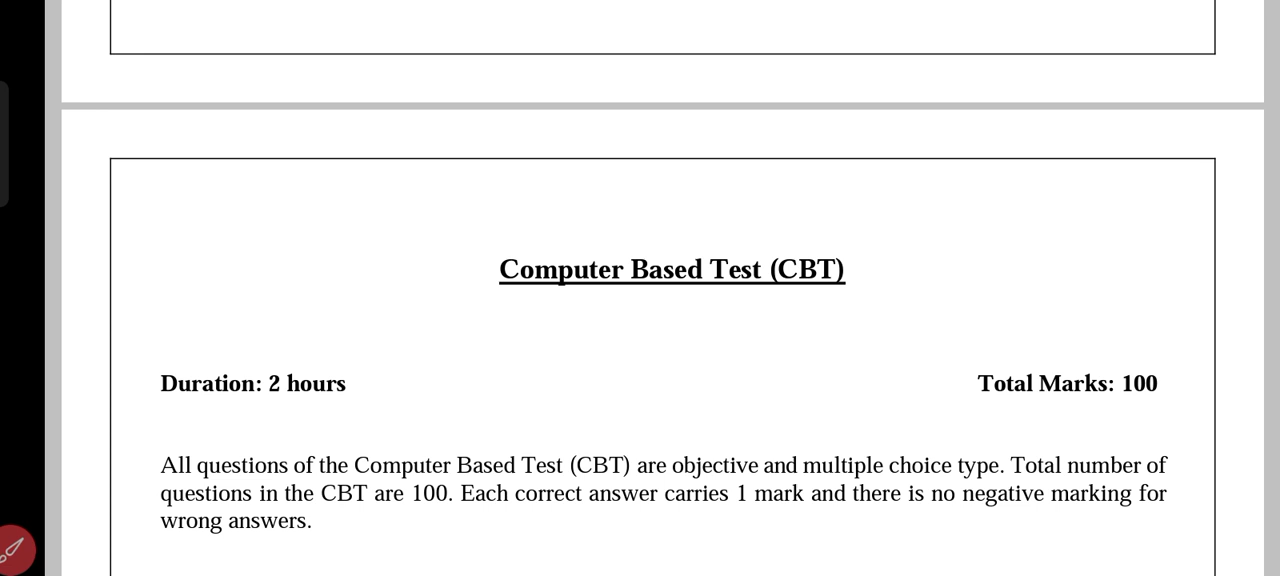 Computer Based Test (CBT)
Duration: 2 hours
Total Marks: 100
All questions of the Computer Based Test (CBT) are objective and multiple choice type. Total number of
questions in the CBT are 100. Each correct answer carries 1 mark and there is no negative marking for
wrong answers.